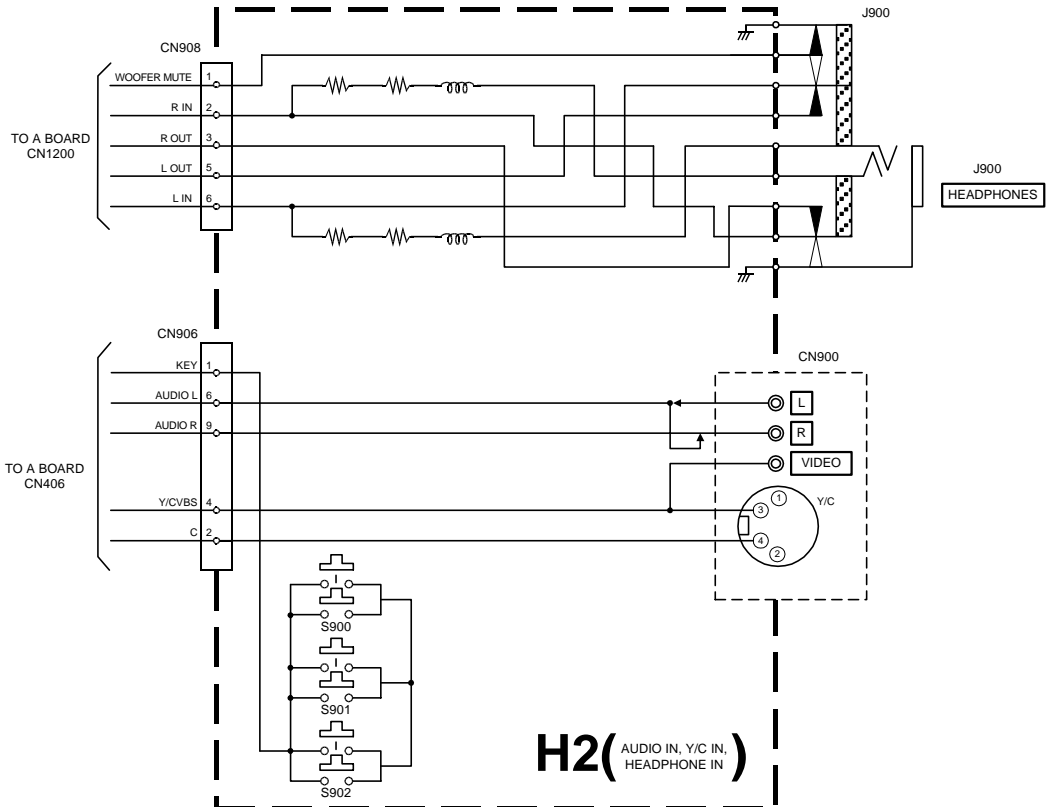 J900
CN908
WOOFER MUTE 1
R IN 2
R OUT 3
L OUT 5
L IN 6
TO A BOARD
CN1200
J900
HEADPHONES
CN906
KEY 1
AUDIO L 6
AUDIO R 9
TO A BOARD
CN406
Y/CVBS 4
C 2
CN900
L
R
VIDEO
Y/C
1
3
4
2
S900
S901
S902
H2( AUDIO IN, Y/C IN, )
HEADPHONE IN